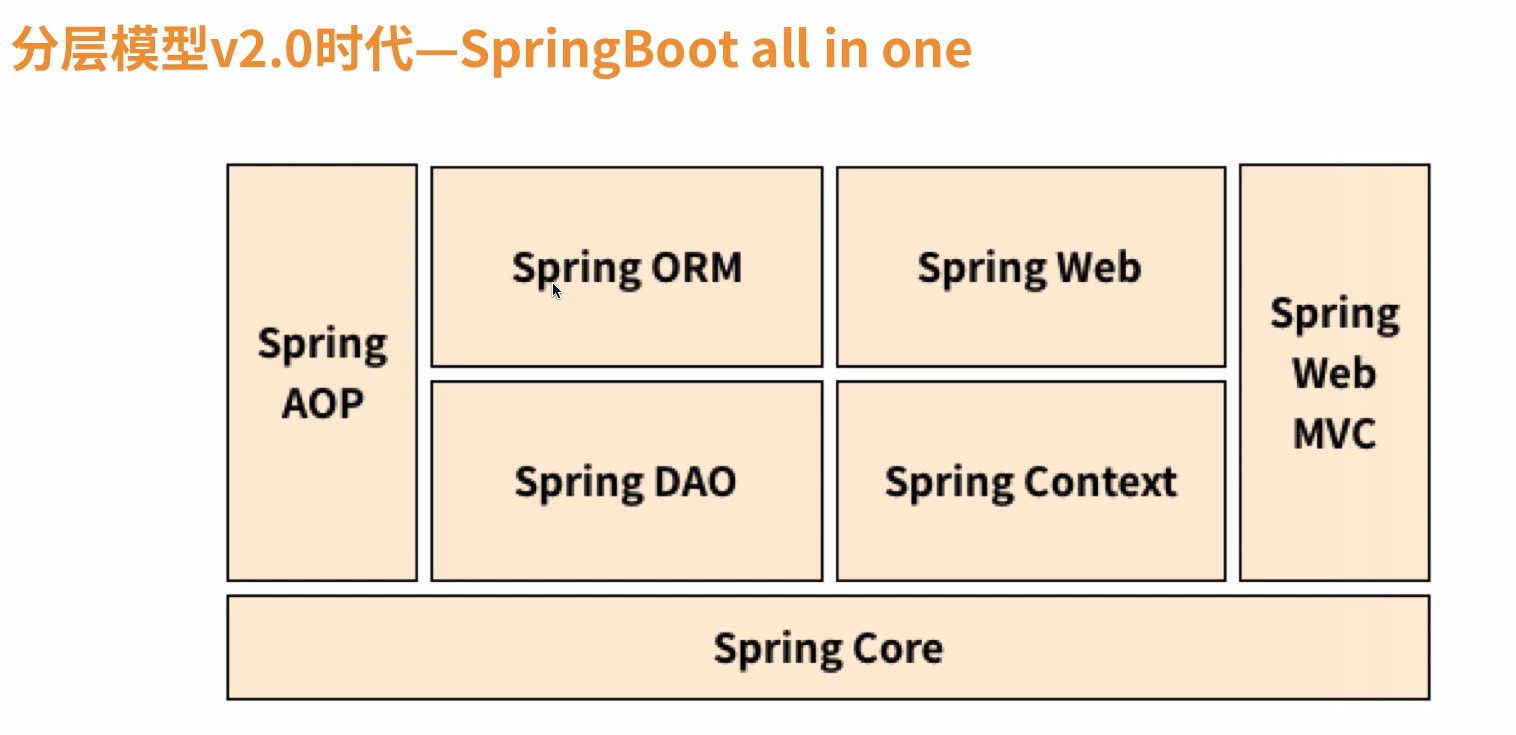 分层模型v2.0时代—SpringBoot all in one
Spring
AOP
Spring ORM
Spring Web
Spring DAO
Spring Context
Spring
Web
MVC
Spring Core